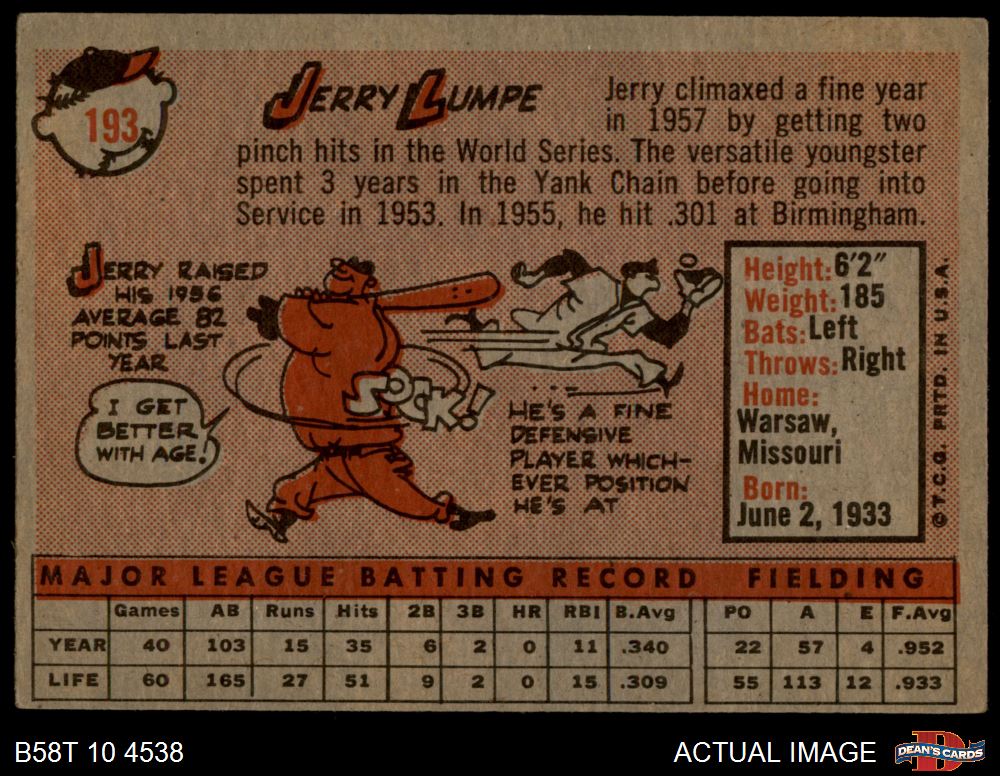 193
JERRY LUMPE
Jerry climaxed a fine year
in 1957 by getting two
pinch hits in the World Series. The versatile youngster
spent 3 years in the Yank Chain before going into
Service in 1953. In 1955, he hit .301 at Birmingham.
JERRY RAISED
HIS 1956
AVERAGE 82
POINTS LAST
YEAR
I GET
BETTER
WITH AGE!
SOCK!
HE'S A FINE
DEFENSIVE
PLAYER WHICH-
EVER POSITION
HE'S AT
Height: 6'2"
Weight: 185
Bats: Left
Throws: Right
Home:
Warsaw,
Missouri
Born:
June 2, 1933
©T.C.G. PRTD. IN U.S.A.
MAJOR LEAGUE BATTING RECORD FIELDING
Games AB Runs Hits 2B 3B HR RBI B.Avg PO A E F.Avg
YEAR 40 103 15 35 6 2 0 11 .340 22 57 4 .952
LIFE 60 165 27 51 9 2 0 15 .309 55 113 12 .933
B58T 10 4538
ACTUAL IMAGE
D
DEAN'S CARDS